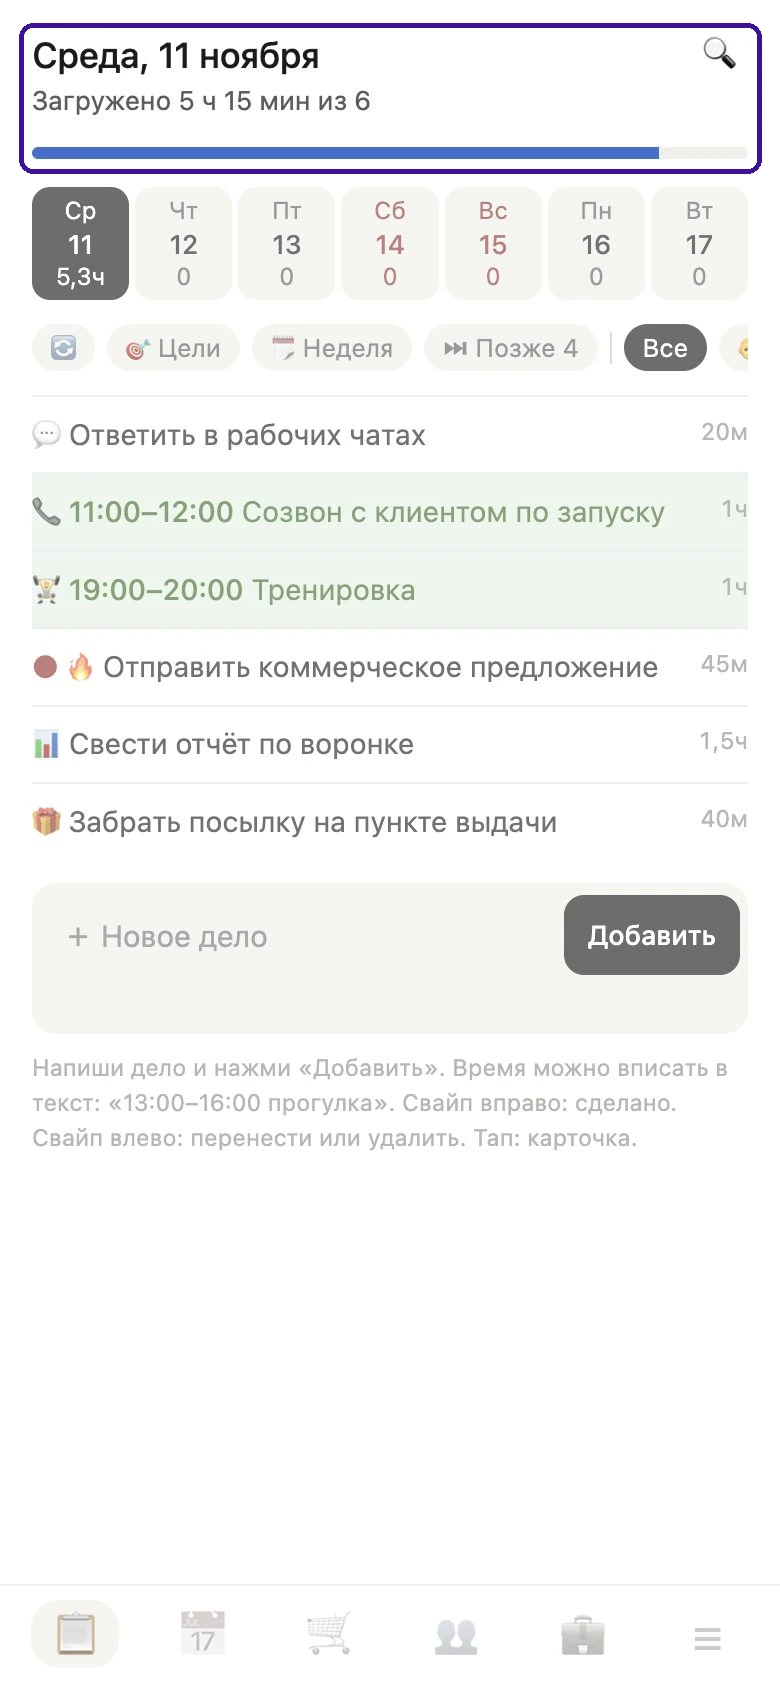 Среда, 11 ноября
Загружено 5 ч 15 мин из 6
Ср Чт Пт Сб Вс Пн Вт
11 12 13 14 15 16 17
5,3ч 0 0 0 0 0 0
Цели Неделя Позже 4 Все
Ответить в рабочих чатах 20м
11:00–12:00 Созвон с клиентом по запуску 1ч
19:00–20:00 Тренировка 1ч
Отправить коммерческое предложение 45м
Свести отчёт по воронке 1,5ч
Забрать посылку на пункте выдачи 40м
+ Новое дело Добавить
Напиши дело и нажми «Добавить». Время можно вписать в
текст: «13:00–16:00 прогулка». Свайп вправо: сделано.
Свайп влево: перенести или удалить. Тап: карточка.
JUL
17